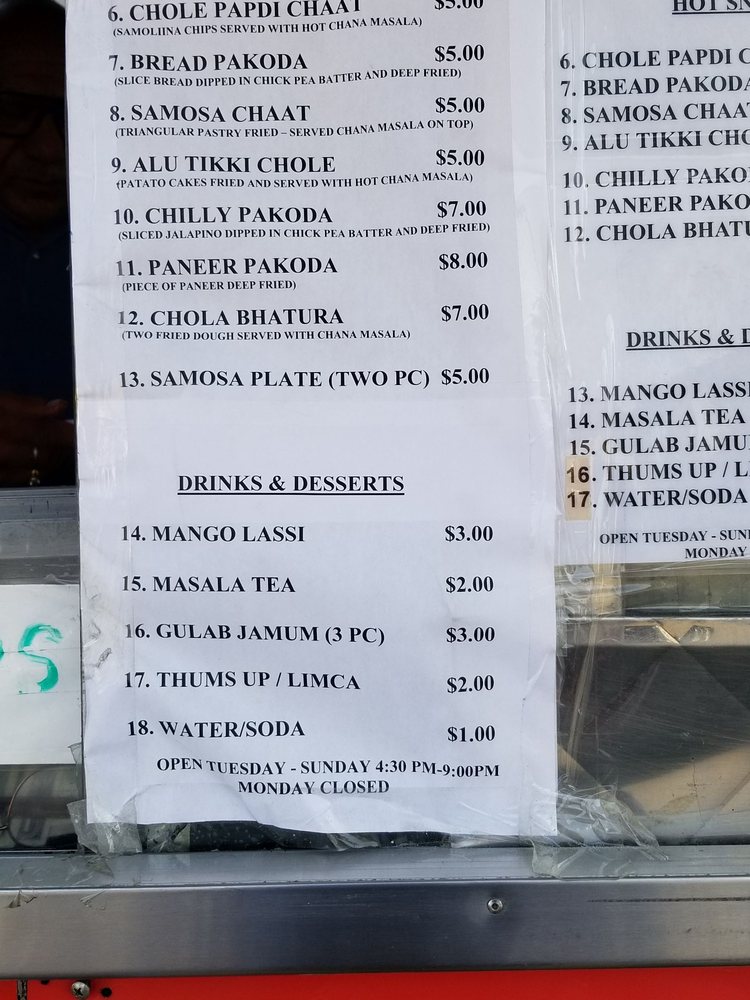 6. CHOLE PAPDI CHAAT $5.00
(SAMOLIINA CHIPS SERVED WITH HOT CHANA MASALA)
7. BREAD PAKODA $5.00
(SLICE BREAD DIPPED IN CHICK PEA BATTER AND DEEP FRIED)
8. SAMOSA CHAAT $5.00
(TRIANGULAR PASTRY FRIED – SERVED CHANA MASALA ON TOP)
9. ALU TIKKI CHOLE $5.00
(PATATO CAKES FRIED AND SERVED WITH HOT CHANA MASALA)
10. CHILLY PAKODA $7.00
(SLICED JALAPINO DIPPED IN CHICK PEA BATTER AND DEEP FRIED)
11. PANEER PAKODA $8.00
(PIECE OF PANEER DEEP FRIED)
12. CHOLA BHATURA $7.00
(TWO FRIED DOUGH SERVED WITH CHANA MASALA)
13. SAMOSA PLATE (TWO PC) $5.00
DRINKS & DESSERTS
14. MANGO LASSI $3.00
15. MASALA TEA $2.00
16. GULAB JAMUM (3 PC) $3.00
17. THUMS UP / LIMCA $2.00
18. WATER/SODA $1.00
OPEN TUESDAY - SUNDAY 4:30 PM-9:00PM
MONDAY CLOSED
HOT SN
6. CHOLE PAPDI C
7. BREAD PAKODA
8. SAMOSA CHAA
9. ALU TIKKI CHO
10. CHILLY PAKO
11. PANEER PAKO
12. CHOLA BHATU
DRINKS & D
13. MANGO LASSI
14. MASALA TEA
15. GULAB JAMU
16. THUMS UP / L
17. WATER/SODA
OPEN TUESDAY - SUN
MONDAY